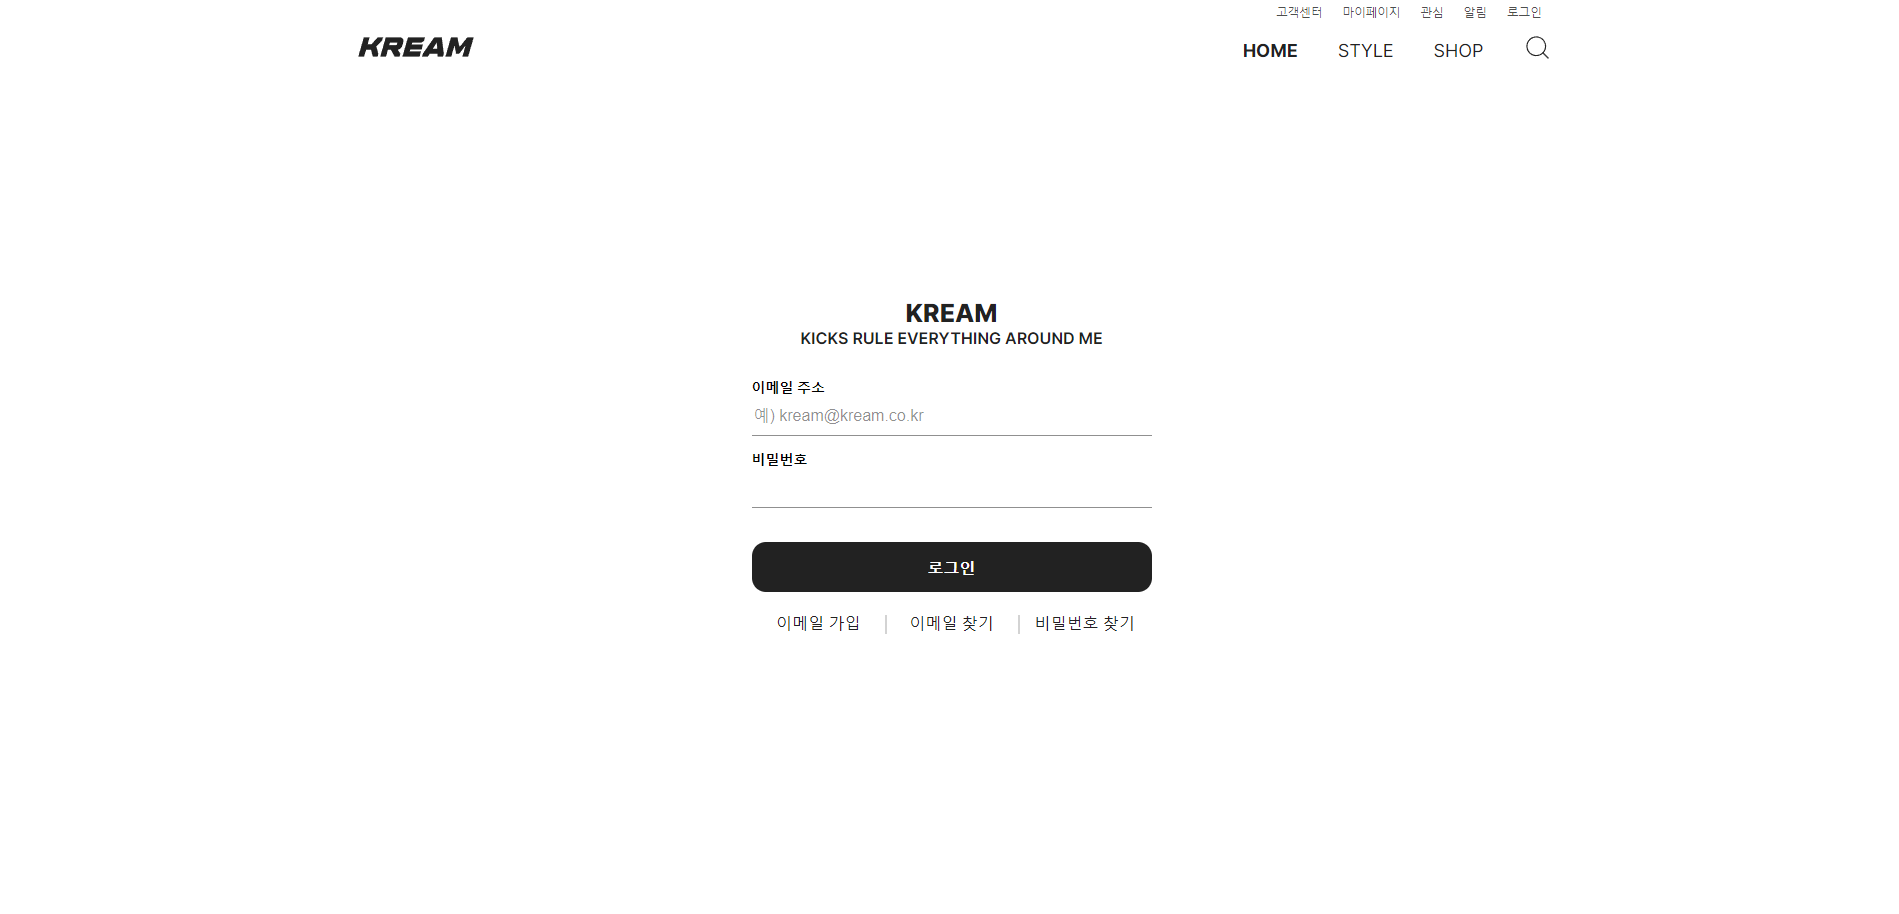 고객센터 마이페이지 관심 알림 로그인
KREAM HOME STYLE SHOP
KREAM
KICKS RULE EVERYTHING AROUND ME
이메일 주소
예) kream@kream.co.kr
비밀번호
로그인
이메일 가입 이메일 찾기 비밀번호 찾기